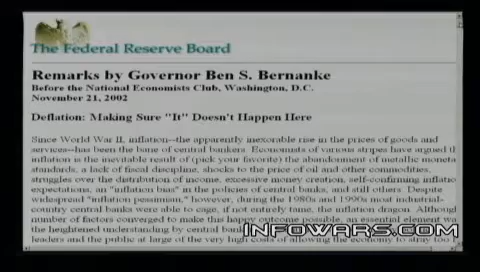 The Federal Reserve Board
Remarks by Governor Ben S. Bernanke
Before the National Economists Club, Washington, D.C.
November 21, 2002
Deflation: Making Sure "It" Doesn't Happen Here
Since World War II, inflation--the apparently inexorable rise in the prices of goods and
services--has been the bane of central bankers. Economists of various stripes have argued th
inflation is the inevitable result of (pick your favorite) the abandonment of metallic moneta
standards, a lack of fiscal discipline, shocks to the price of oil and other commodities,
struggles over the distribution of income, excessive money creation, self-confirming inflatio
expectations, an "inflation bias" in the policies of central banks, and still others. Despite
widespread "inflation pessimism," however, during the 1980s and 1990s most industrial-
country central banks were able to cage, if not entirely tame, the inflation dragon. Although
number of factors converged to make this happy outcome possible, an essential element wa
the heightened understanding by central bank
leaders and the public at large of the very high costs of allowing the economy to stray too
INFOWARS.COM